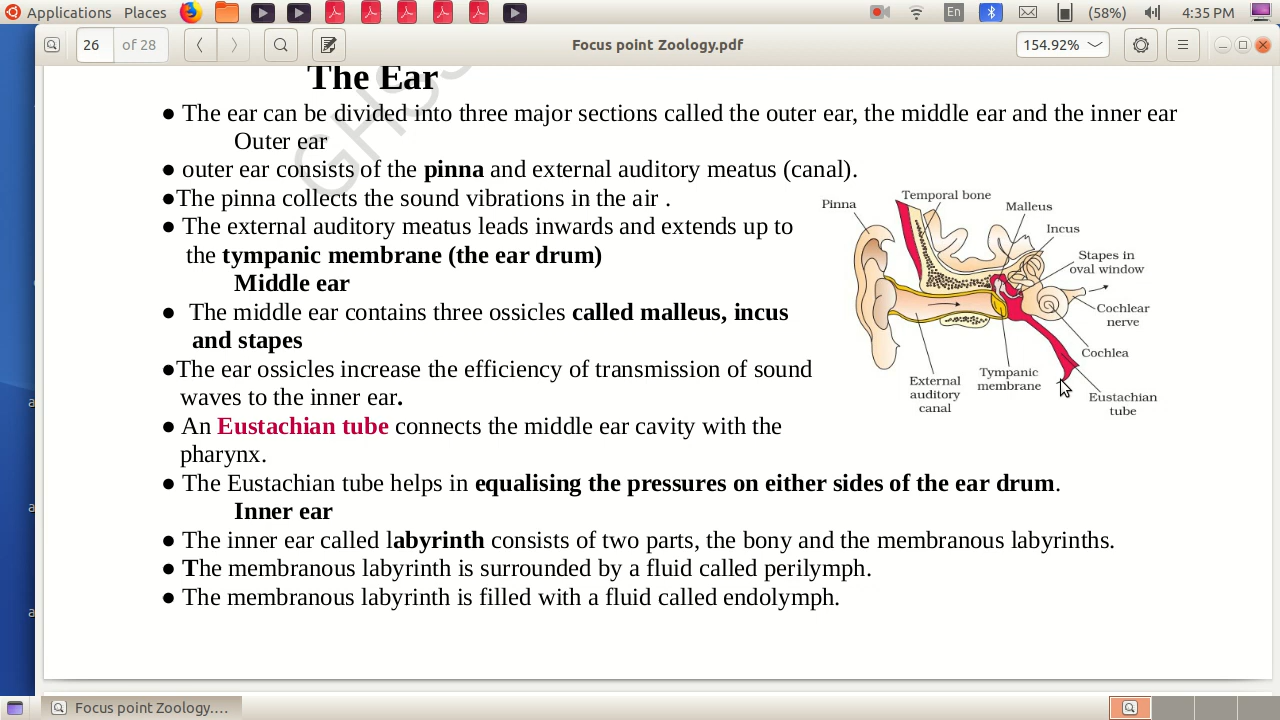 Applications Places En (58%) 4:35 PM
26 of 28 Focus point Zoology.pdf 154.92%
The Ear
● The ear can be divided into three major sections called the outer ear, the middle ear and the inner ear
Outer ear
● outer ear consists of the pinna and external auditory meatus (canal).
●The pinna collects the sound vibrations in the air .
● The external auditory meatus leads inwards and extends up to
the tympanic membrane (the ear drum)
Middle ear
● The middle ear contains three ossicles called malleus, incus
and stapes
●The ear ossicles increase the efficiency of transmission of sound
waves to the inner ear.
● An Eustachian tube connects the middle ear cavity with the
pharynx.
● The Eustachian tube helps in equalising the pressures on either sides of the ear drum.
Inner ear
● The inner ear called labyrinth consists of two parts, the bony and the membranous labyrinths.
● The membranous labyrinth is surrounded by a fluid called perilymph.
● The membranous labyrinth is filled with a fluid called endolymph.
Pinna
Temporal bone
Malleus
Incus
Stapes in
oval window
Cochlear
nerve
Cochlea
Eustachian
tube
Tympanic
membrane
External
auditory
canal
Focus point Zoology.…